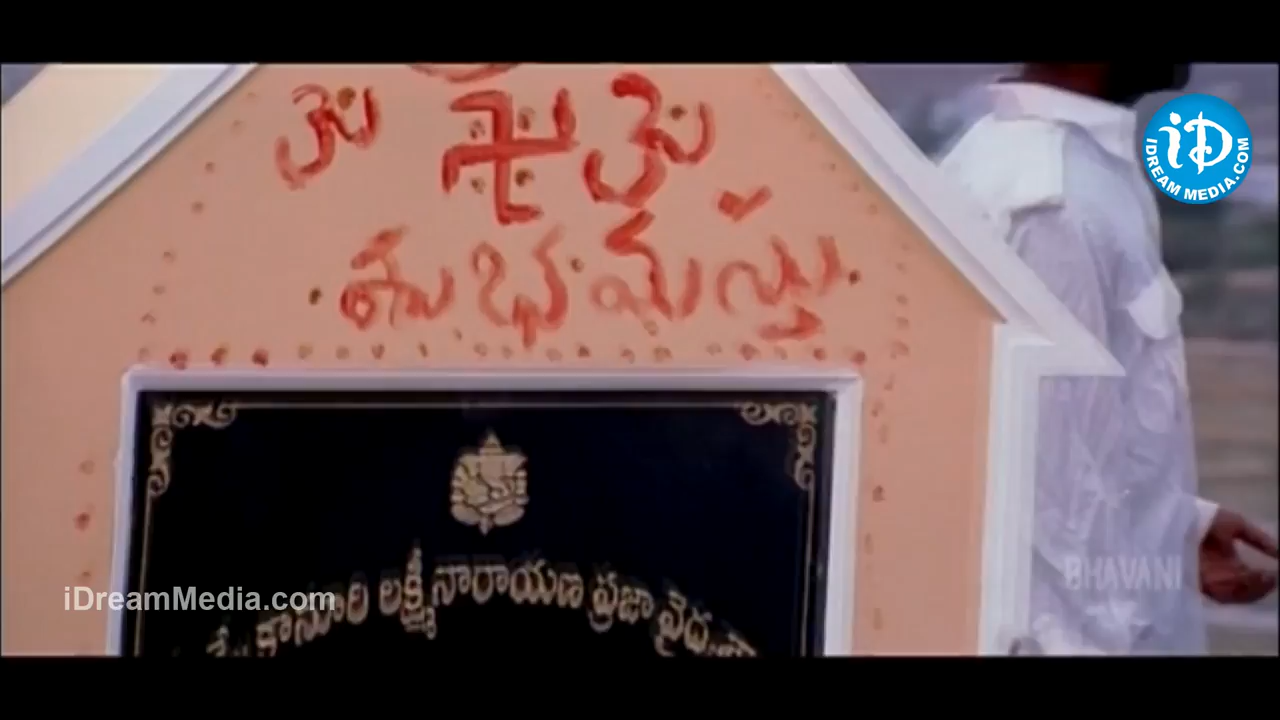 శుభమస్తు
కానూరి లక్ష్మీనారాయణ ప్రజా
iD
IDREAM MEDIA.COM
iDreamMedia.com
BHAVANI